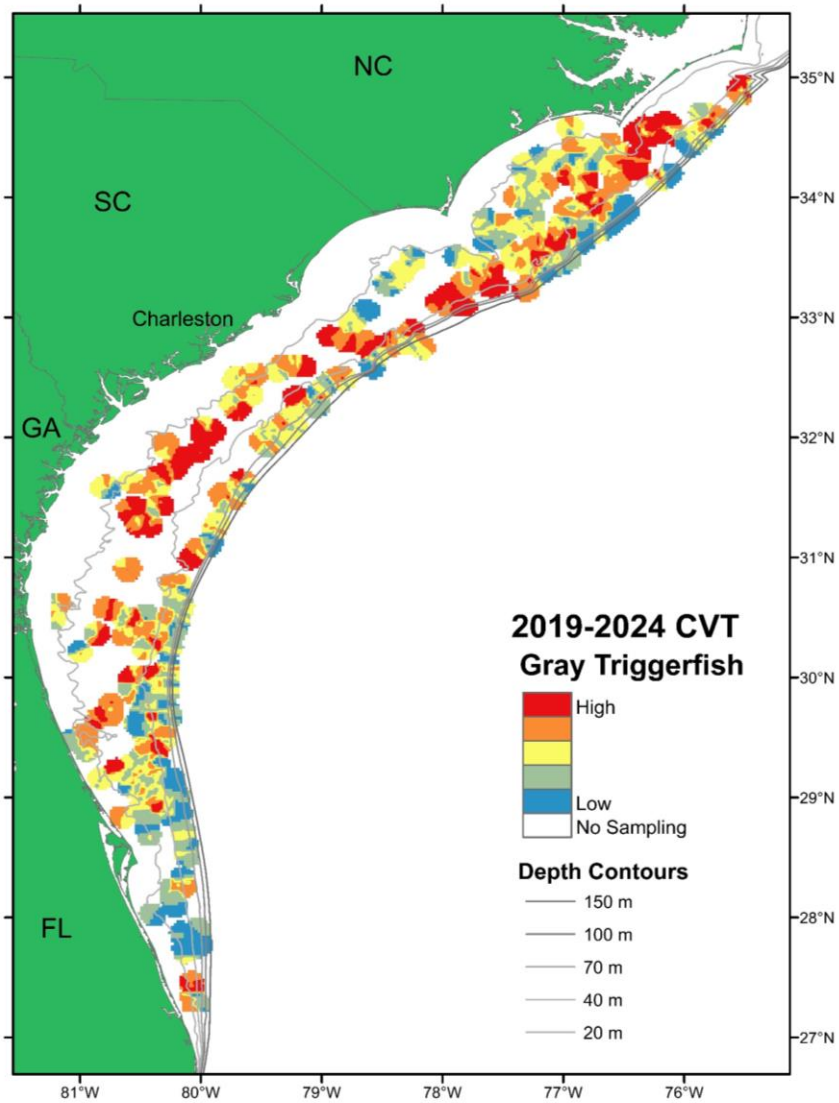 NC
35°N
SC
34°N
Charleston
33°N
GA
32°N
31°N
2019-2024 CVT
Gray Triggerfish
30°N
High
29°N
Low
No Sampling
Depth Contours
150 m
FL
28°N
100 m
70 m
40 m
27°N
20 m
81°W 80°W 79°W 78°W 77°W 76°W